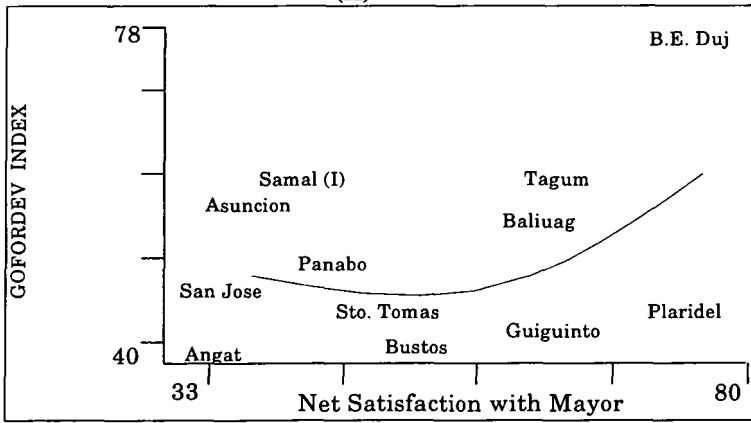 78
B.E. Duj
Samal (I)
Tagum
Asuncion
Baliuag
GOFORDEV INDEX
Panabo
San Jose
Sto. Tomas
Plaridel
Guiguinto
40
Angat
Bustos
33
80
Net Satisfaction with Mayor